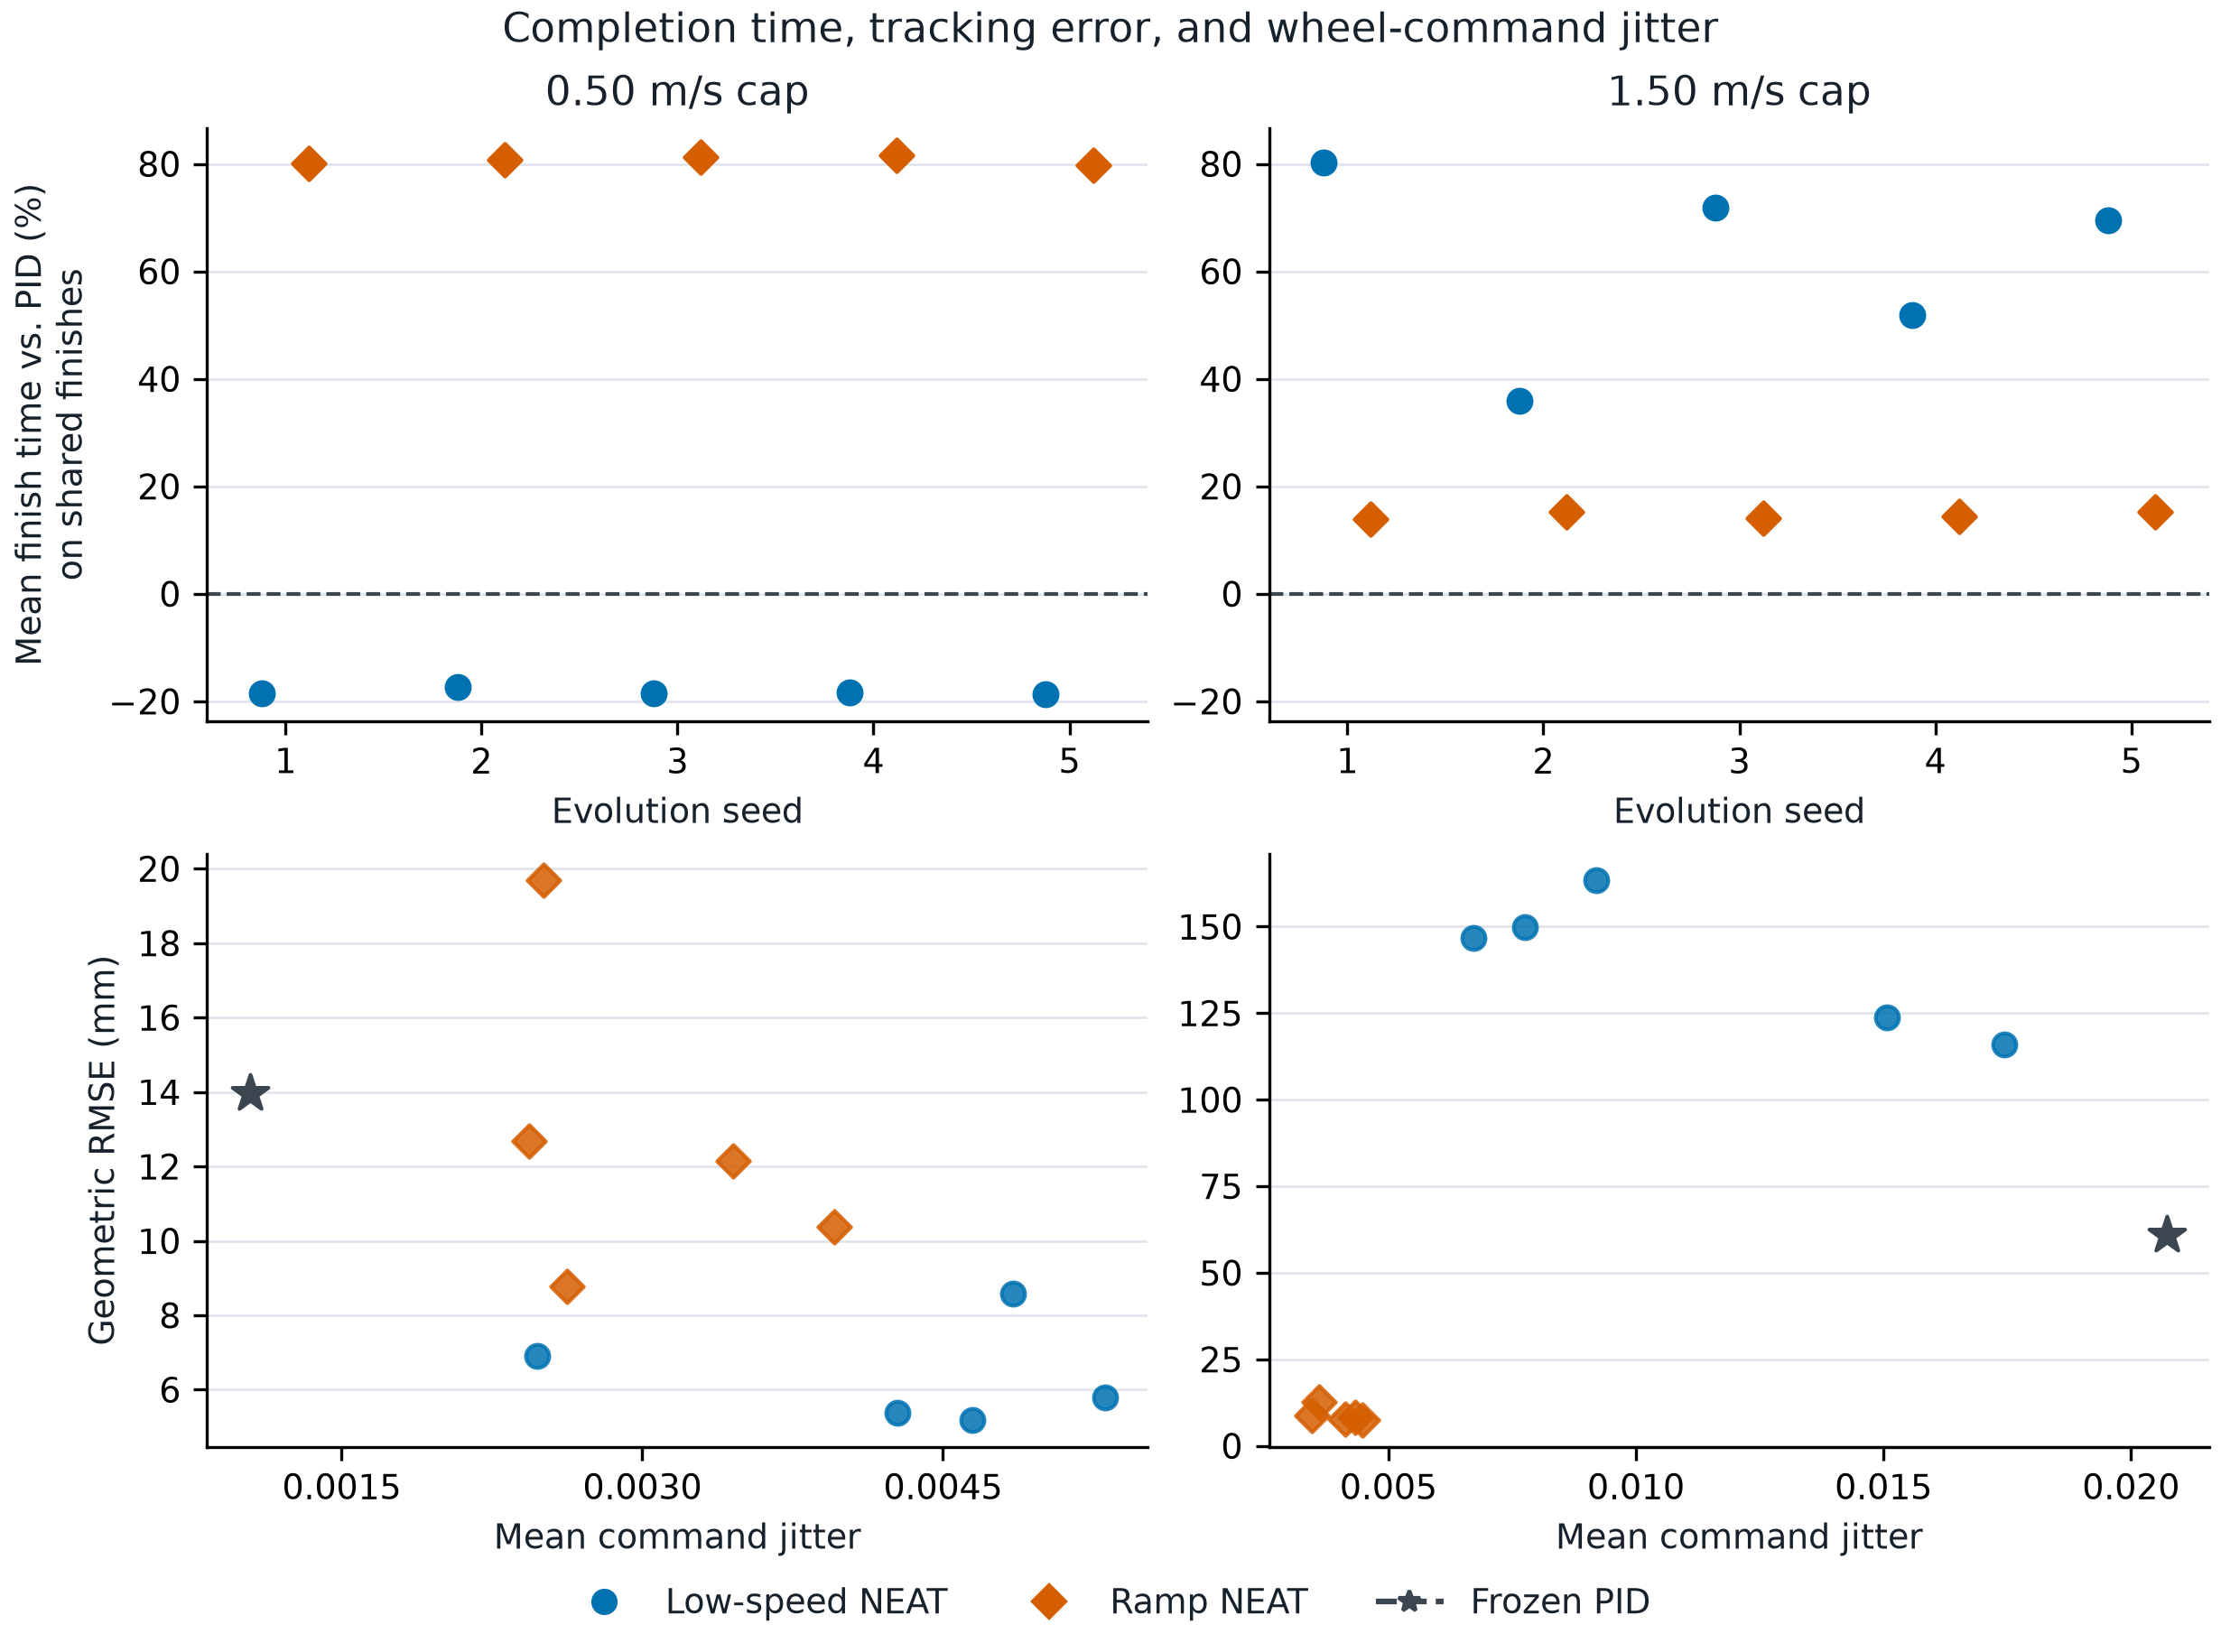 Completion time, tracking error, and wheel-command jitter
0.50 m/s cap
1.50 m/s cap
Mean finish time vs. PID (%)
on shared finishes
80
60
40
20
0
−20
1 2 3 4 5
Evolution seed
80
60
40
20
0
−20
1 2 3 4 5
Evolution seed
Geometric RMSE (mm)
20
18
16
14
12
10
8
6
0.0015 0.0030 0.0045
Mean command jitter
150
125
100
75
50
25
0
0.005 0.010 0.015 0.020
Mean command jitter
Low-speed NEAT Ramp NEAT Frozen PID